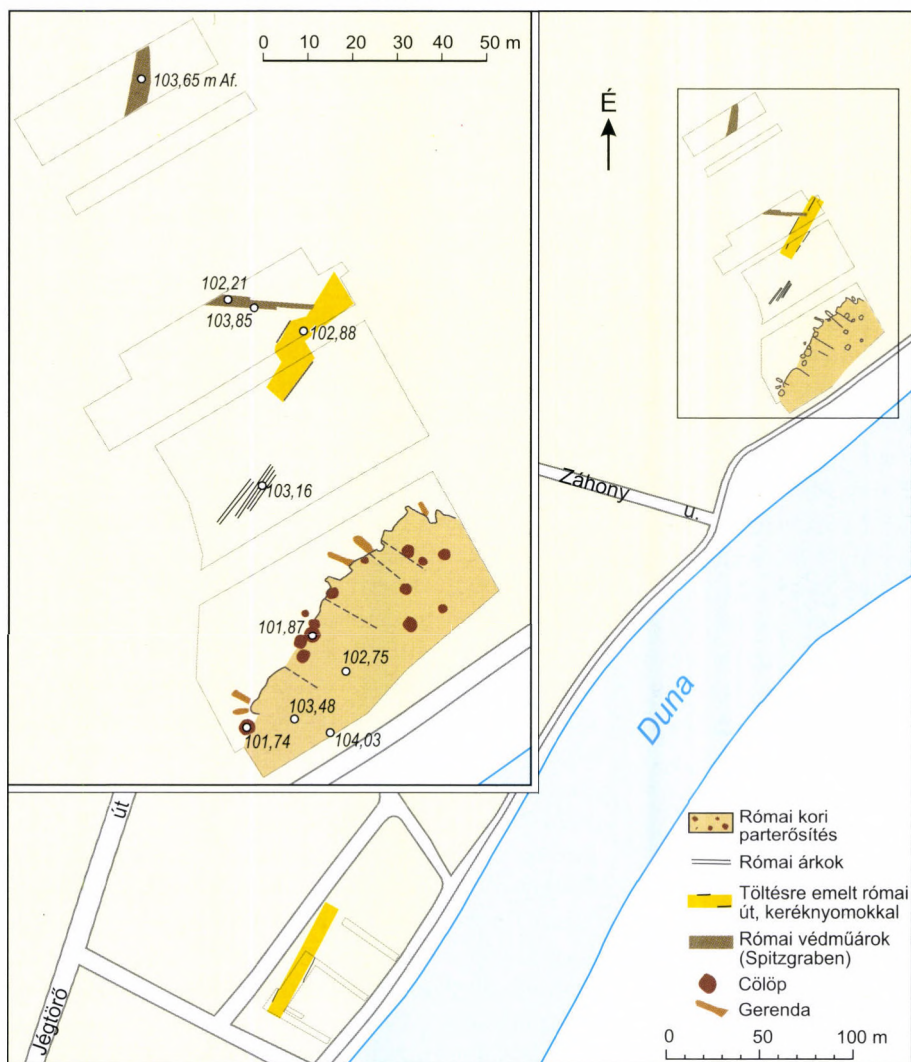 0 10 20 30 40 50 m
103,65 m Af.
É
102,21
103,85
102,88
103,16
Záhony u.
101,87
102,75
103,48
101,74
104,03
Duna
út
Jégtörő
Római kori
parterősítés
Római árkok
Töltésre emelt római
út, keréknyomokkal
Római védműárok
(Spitzgraben)
Cölöp
Gerenda
0 50 100 m